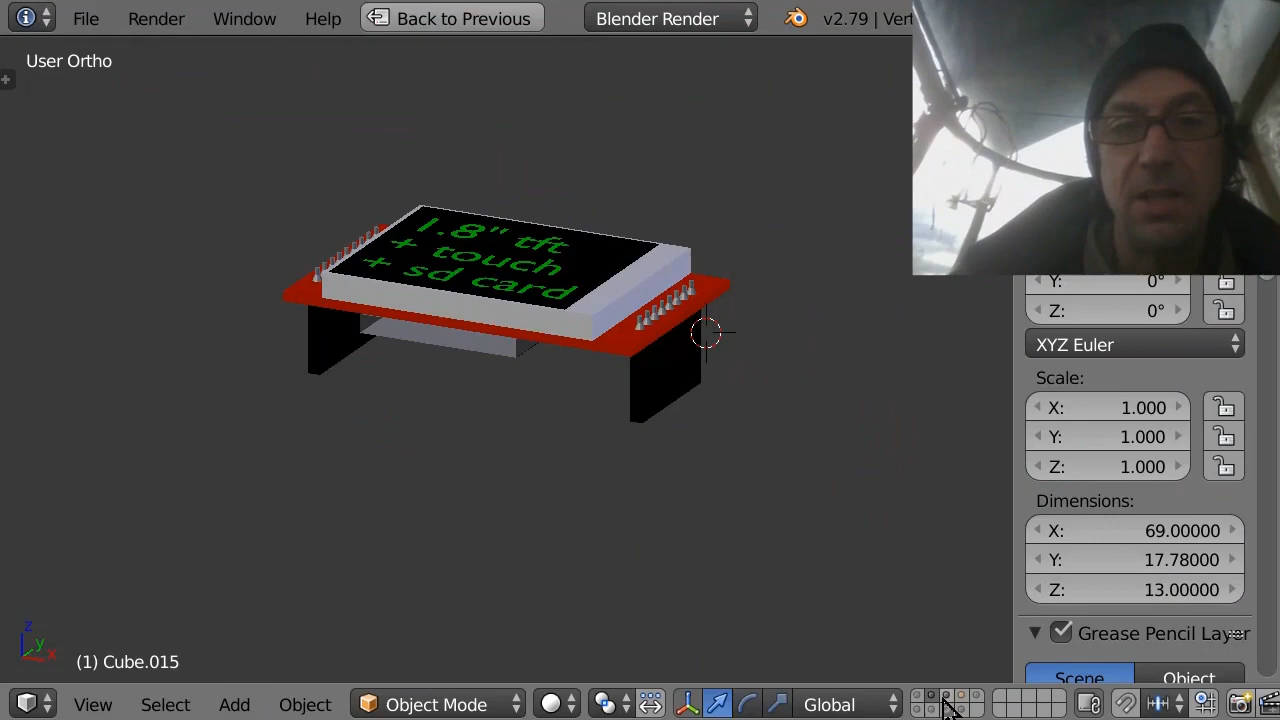 File Render Window Help Back to Previous Blender Render v2.79 | Vert
User Ortho
1.8" tft
+ touch
+ sd card
Y: 0°
Z: 0°
XYZ Euler
Scale:
X: 1.000
Y: 1.000
Z: 1.000
Dimensions:
X: 69.00000
Y: 17.78000
Z: 13.00000
Grease Pencil Layer
Scene Object
z
y
x
(1) Cube.015
View Select Add Object Object Mode Global